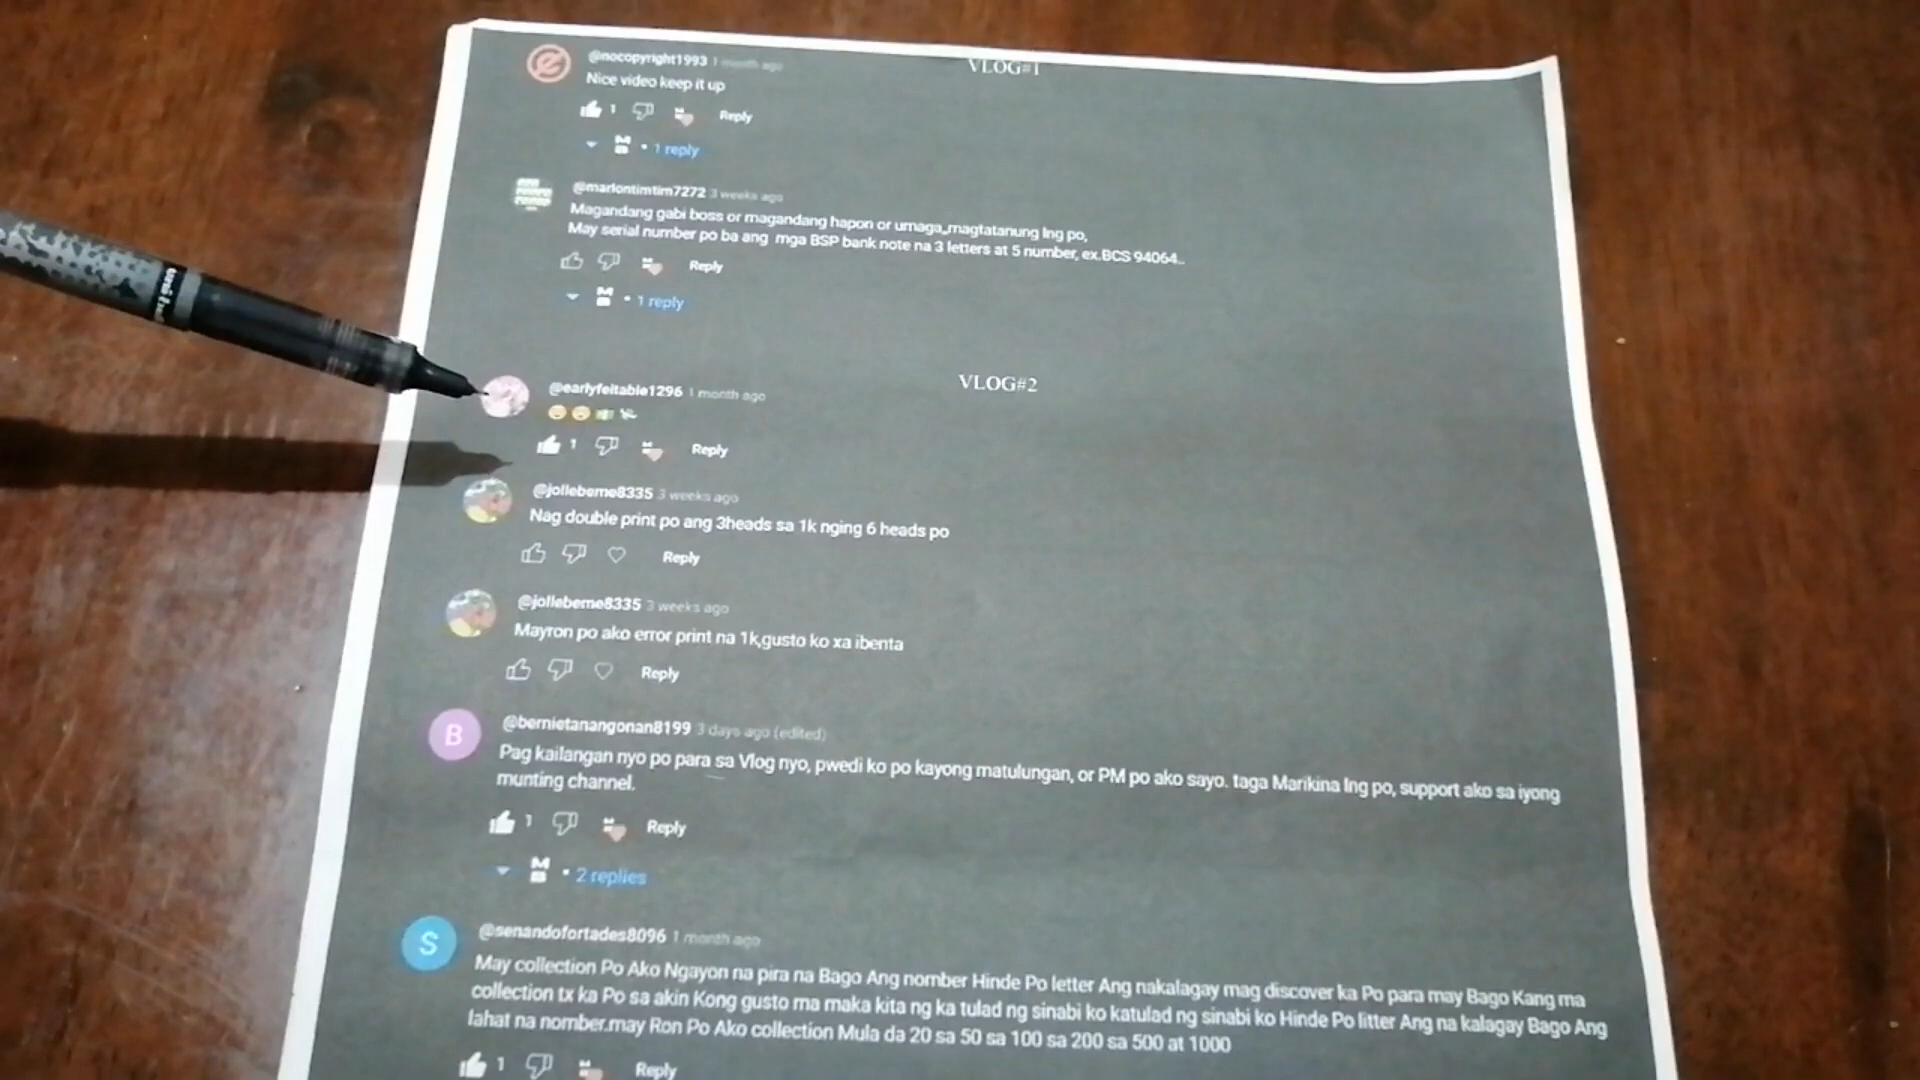 @nocopyright1993 1 month ago
VLOG#1
Nice video keep it up
1 Reply
1 reply
@marlontimtim7272 3 weeks ago
Magandang gabi boss or magandang hapon or umaga,,magtatanung lng po,
May serial number po ba ang mga BSP bank note na 3 letters at 5 number, ex.BCS 94064..
Reply
1 reply
VLOG#2
@earlyfeitable1296 1 month ago
1 Reply
@jollebeme8335 3 weeks ago
Nag double print po ang 3heads sa 1k nging 6 heads po
Reply
@jollebeme8335 3 weeks ago
Mayron po ako error print na 1k,gusto ko xa ibenta
Reply
B
@bernietanangonan8199 3 days ago (edited)
Pag kailangan nyo po para sa Vlog nyo, pwedi ko po kayong matulungan, or PM po ako sayo. taga Marikina lng po, support ako sa iyong
munting channel.
1 Reply
2 replies
S
@senandofortades8096 1 month ago
May collection Po Ako Ngayon na pira na Bago Ang nomber Hinde Po letter Ang nakalagay mag discover ka Po para may Bago Kang ma
collection tx ka Po sa akin Kong gusto ma maka kita ng ka tulad ng sinabi ko katulad ng sinabi ko Hinde Po litter Ang na kalagay Bago Ang
lahat na nomber.may Ron Po Ako collection Mula da 20 sa 50 sa 100 sa 200 sa 500 at 1000
1 Reply